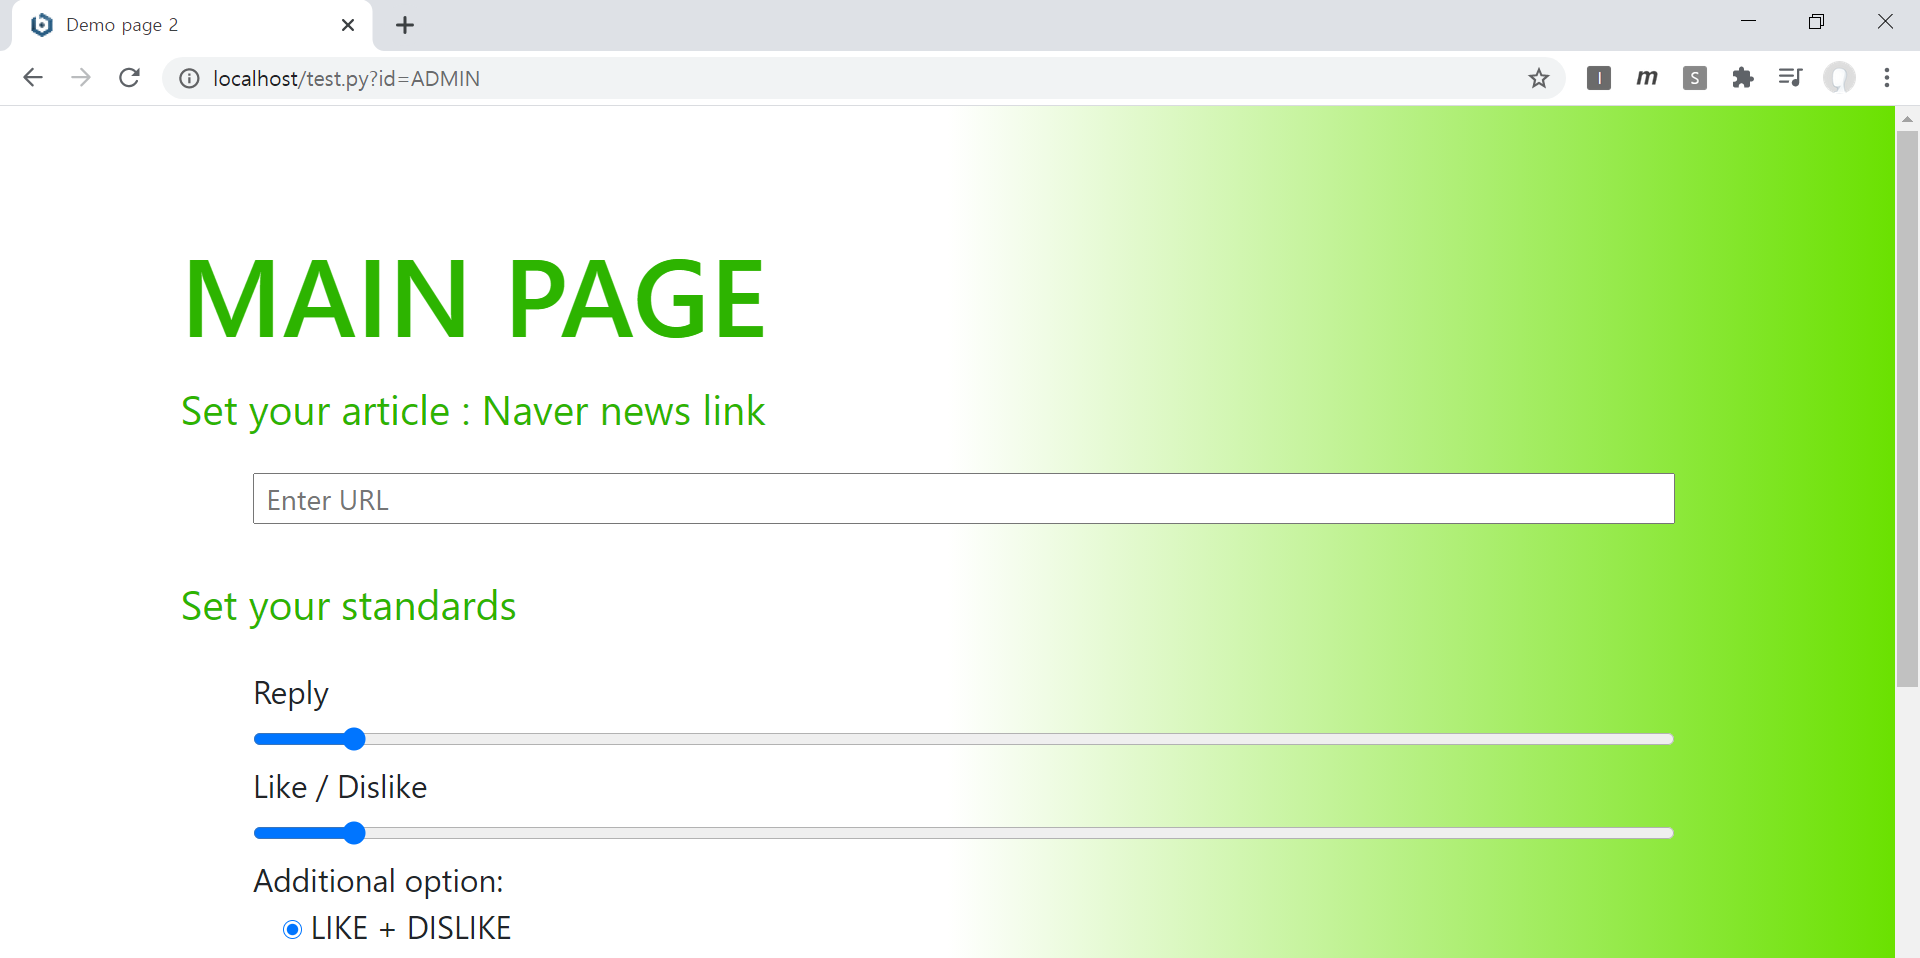 Demo page 2
localhost/test.py?id=ADMIN
I
m
S
MAIN PAGE
Set your article : Naver news link
Enter URL
Set your standards
Reply
Like / Dislike
Additional option:
LIKE + DISLIKE